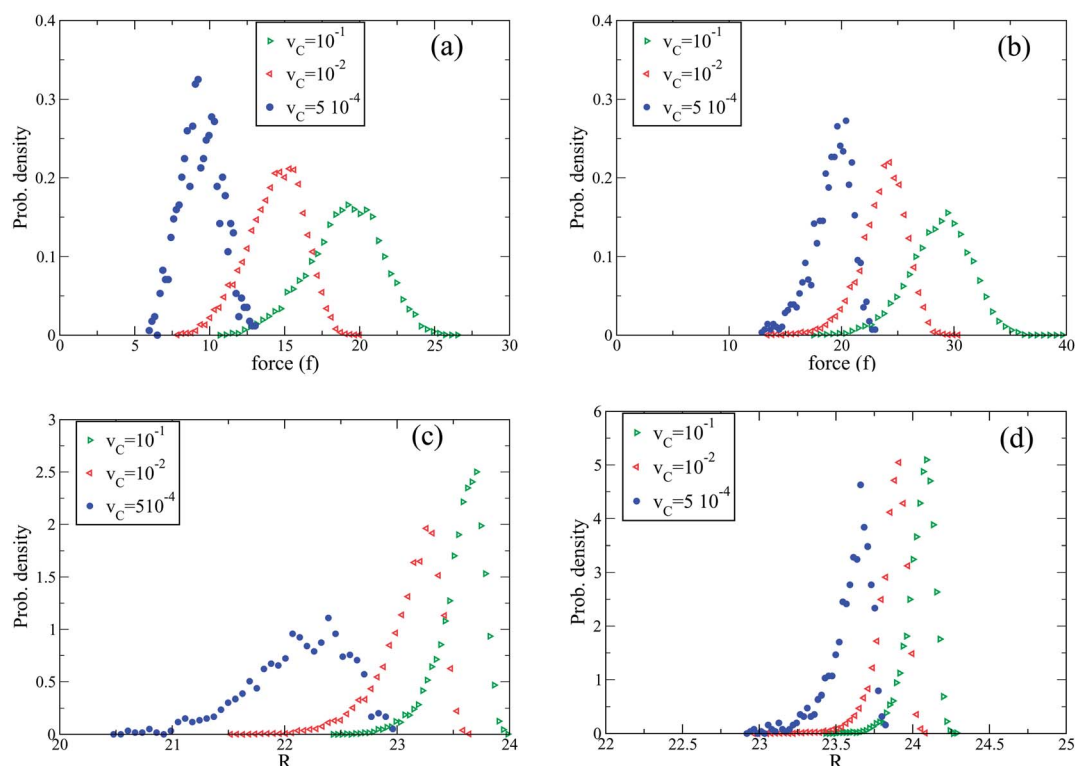 (a)
v_C=10^-1
v_C=10^-2
v_C=5 10^-4
Prob. density
0.4
0.3
0.2
0.1
0
0 5 10 15 20 25 30
force (f)
(b)
v_C=10^-1
v_C=10^-2
v_C=5 10^-4
Prob. density
0.4
0.3
0.2
0.1
0
0 10 20 30 40
force (f)
(c)
v_C=10^-1
v_C=10^-2
v_C=510^-4
Prob. density
3
2.5
2
1.5
1
0.5
0
20 21 22 23 24
R
(d)
v_C=10^-1
v_C=10^-2
v_C=5 10^-4
Prob. density
6
5
4
3
2
1
0
22 22.5 23 23.5 24 24.5 25
R